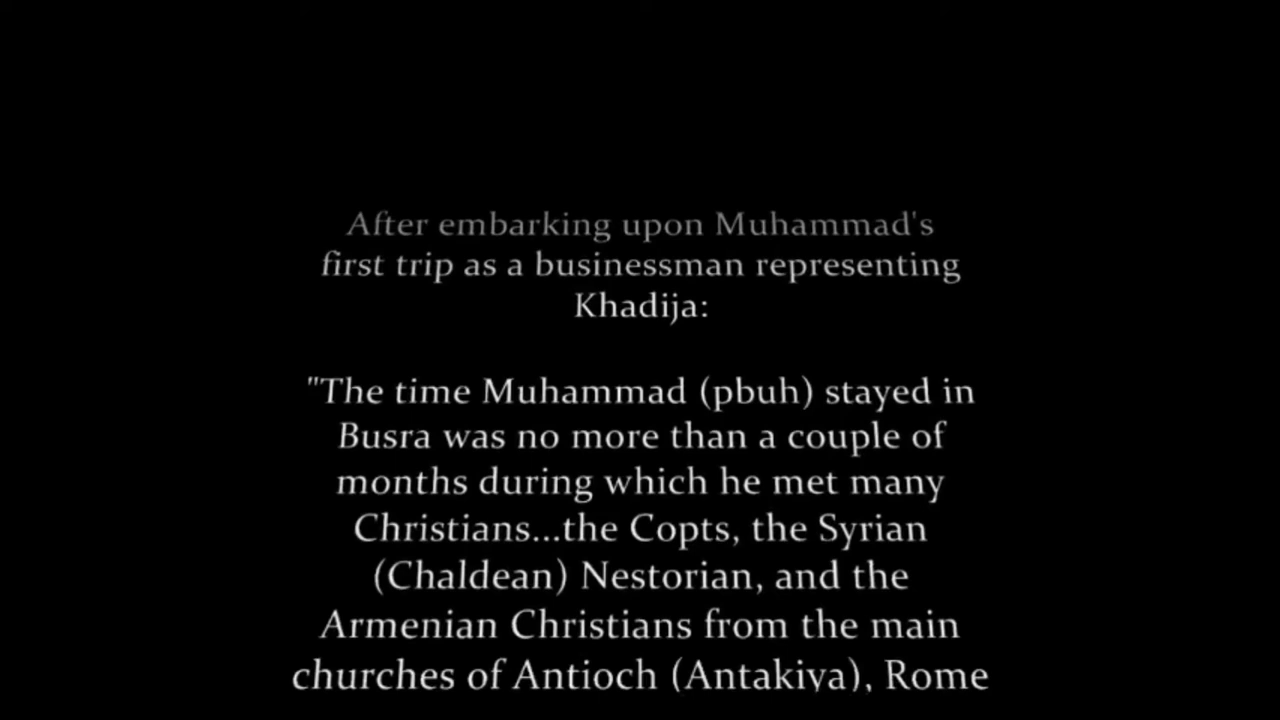 After embarking upon Muhammad's
first trip as a businessman representing
Khadija:
"The time Muhammad (pbuh) stayed in
Busra was no more than a couple of
months during which he met many
Christians...the Copts, the Syrian
(Chaldean) Nestorian, and the
Armenian Christians from the main
churches of Antioch (Antakiya), Rome